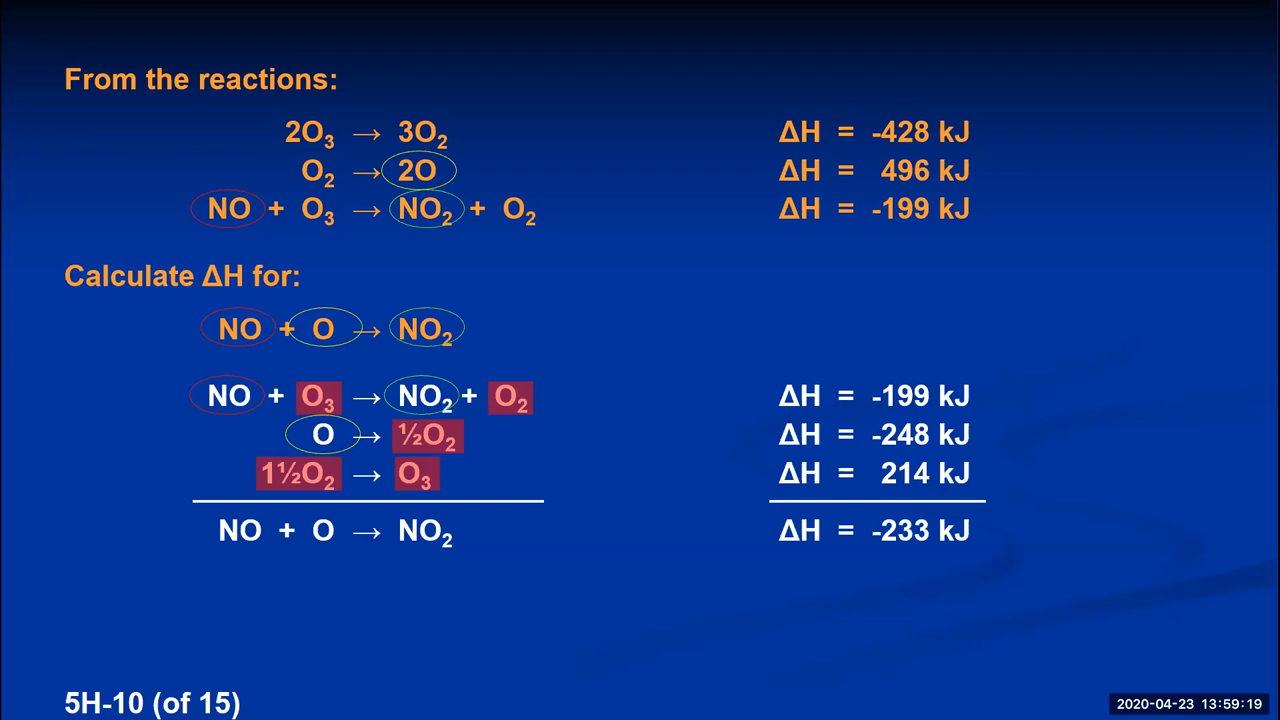 From the reactions:
2O₃ → 3O₂ ΔH = -428 kJ
O₂ → 2O ΔH = 496 kJ
NO + O₃ → NO₂ + O₂ ΔH = -199 kJ
Calculate ΔH for:
NO + O → NO₂
NO + O₃ → NO₂ + O₂ ΔH = -199 kJ
O → ½O₂ ΔH = -248 kJ
1½O₂ → O₃ ΔH = 214 kJ
NO + O → NO₂ ΔH = -233 kJ
5H-10 (of 15)
2020-04-23 13:59:19